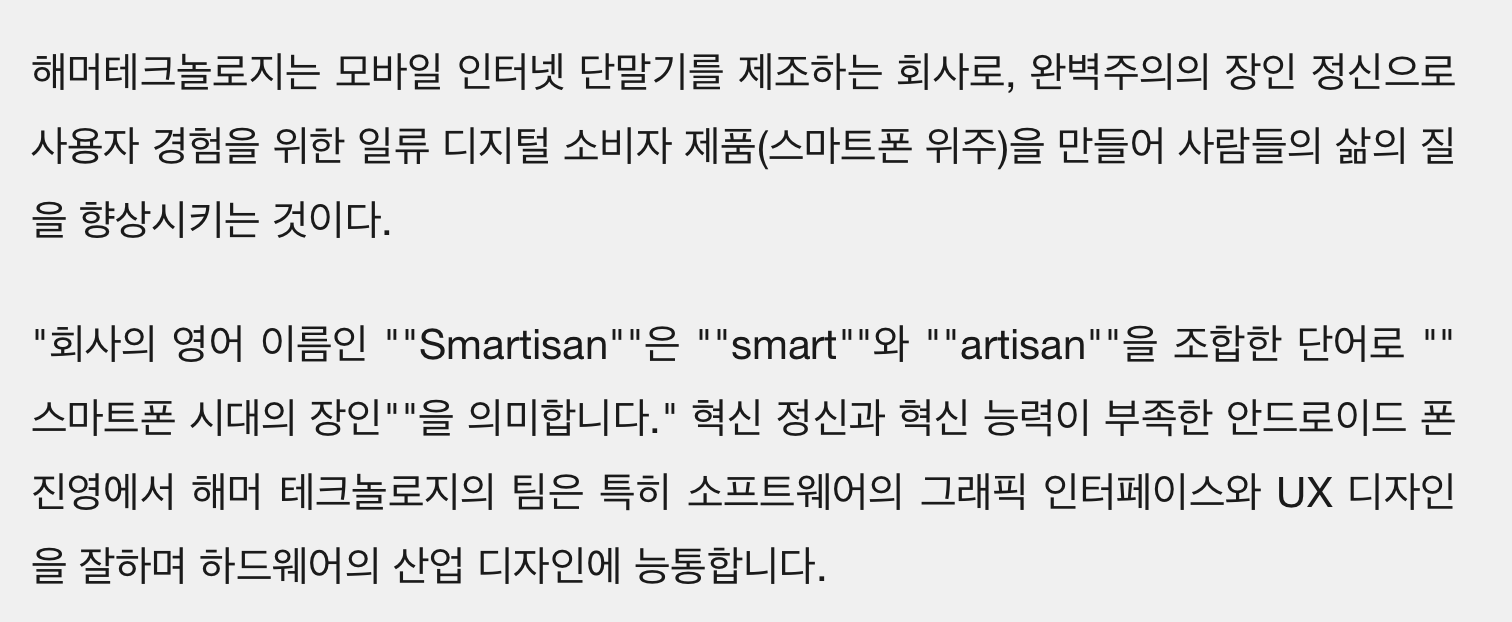 해머테크놀로지는 모바일 인터넷 단말기를 제조하는 회사로, 완벽주의의 장인 정신으로
사용자 경험을 위한 일류 디지털 소비자 제품(스마트폰 위주)을 만들어 사람들의 삶의 질
을 향상시키는 것이다.
"회사의 영어 이름인 ""Smartisan""은 ""smart""와 ""artisan""을 조합한 단어로 ""
스마트폰 시대의 장인""을 의미합니다." 혁신 정신과 혁신 능력이 부족한 안드로이드 폰
진영에서 해머 테크놀로지의 팀은 특히 소프트웨어의 그래픽 인터페이스와 UX 디자인
을 잘하며 하드웨어의 산업 디자인에 능통합니다.